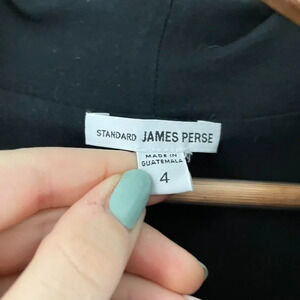 STANDARD JAMES PERSE
MADE IN
GUATEMALA
4